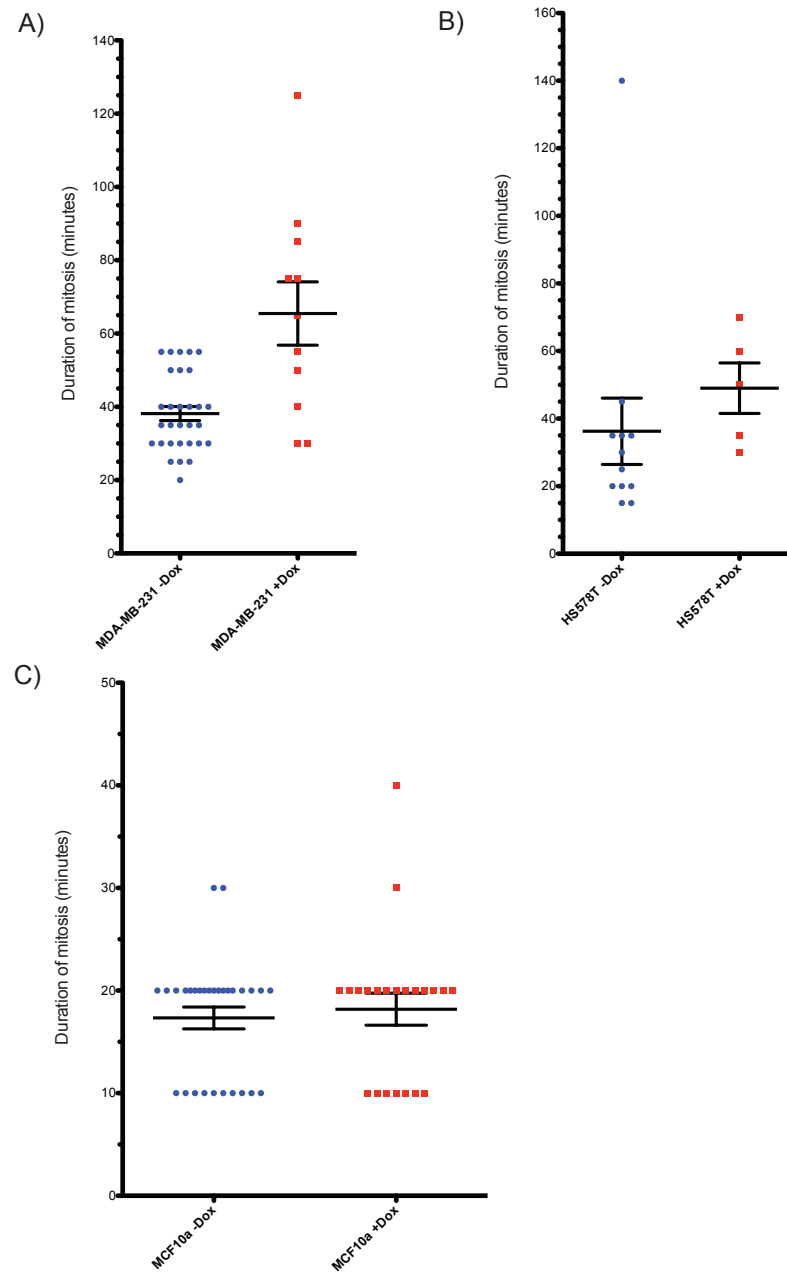 A)
Duration of mitosis (minutes)
140
120
100
80
60
40
20
0
MDA-MB-231 -Dox
MDA-MB-231 +Dox
B)
Duration of mitosis (minutes)
160
140
120
100
80
60
40
20
0
HS578T -Dox
HS578T +Dox
C)
Duration of mitosis (minutes)
50
40
30
20
10
0
MCF10a -Dox
MCF10a +Dox